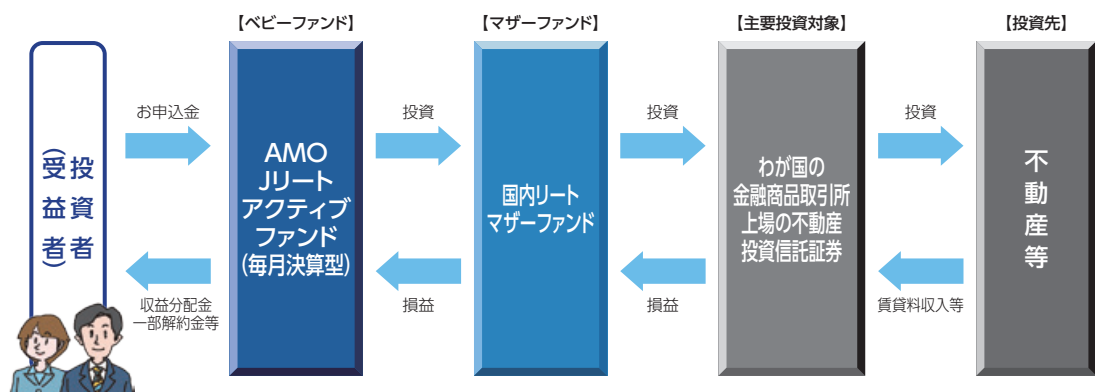 【ベビーファンド】
【マザーファンド】
【主要投資対象】
【投資先】
投資者
(受益者)
お申込金
収益分配金
一部解約金等
AMO
Jリート
アクティブ
ファンド
(毎月決算型)
投資
損益
国内リート
マザーファンド
投資
損益
わが国の
金融商品取引所
上場の不動産
投資信託証券
投資
賃貸料収入等
不動産等